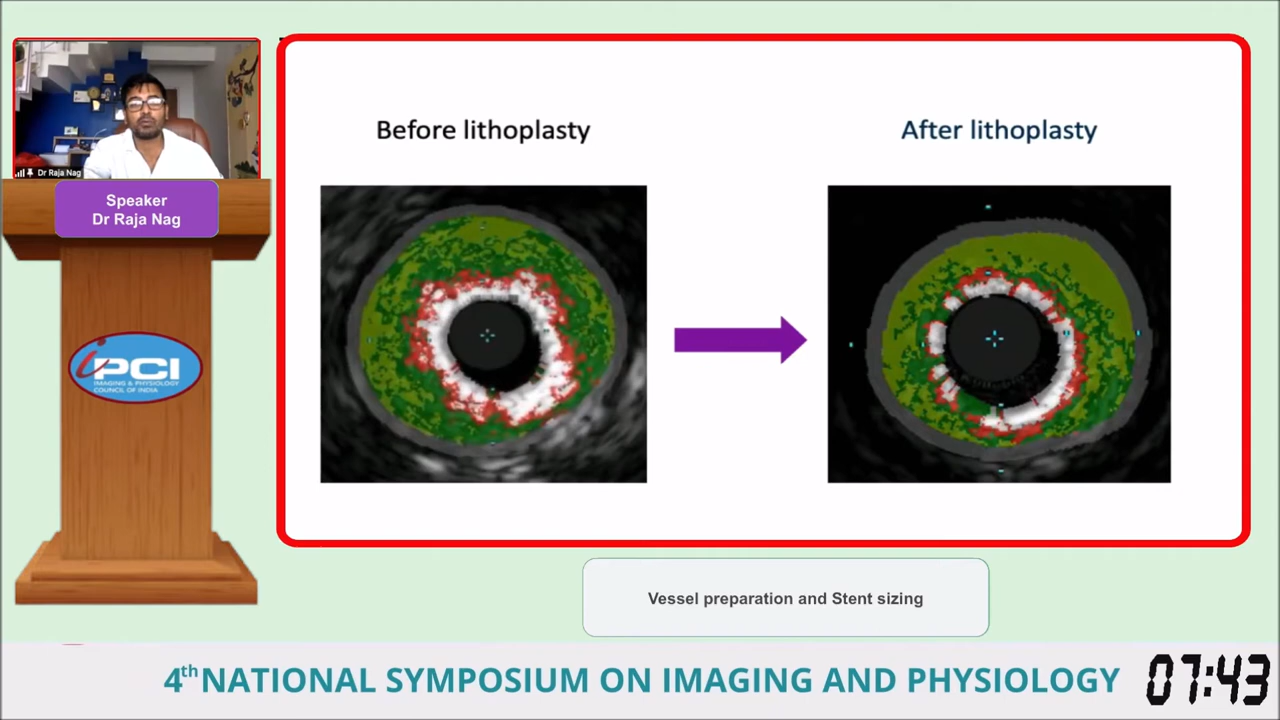 Before lithoplasty
After lithoplasty
Dr Raja Nag
Speaker
Dr Raja Nag
iPCI
IMAGING & PHYSIOLOGY
COUNCIL OF INDIA
Vessel preparation and Stent sizing
4th NATIONAL SYMPOSIUM ON IMAGING AND PHYSIOLOGY
07:43